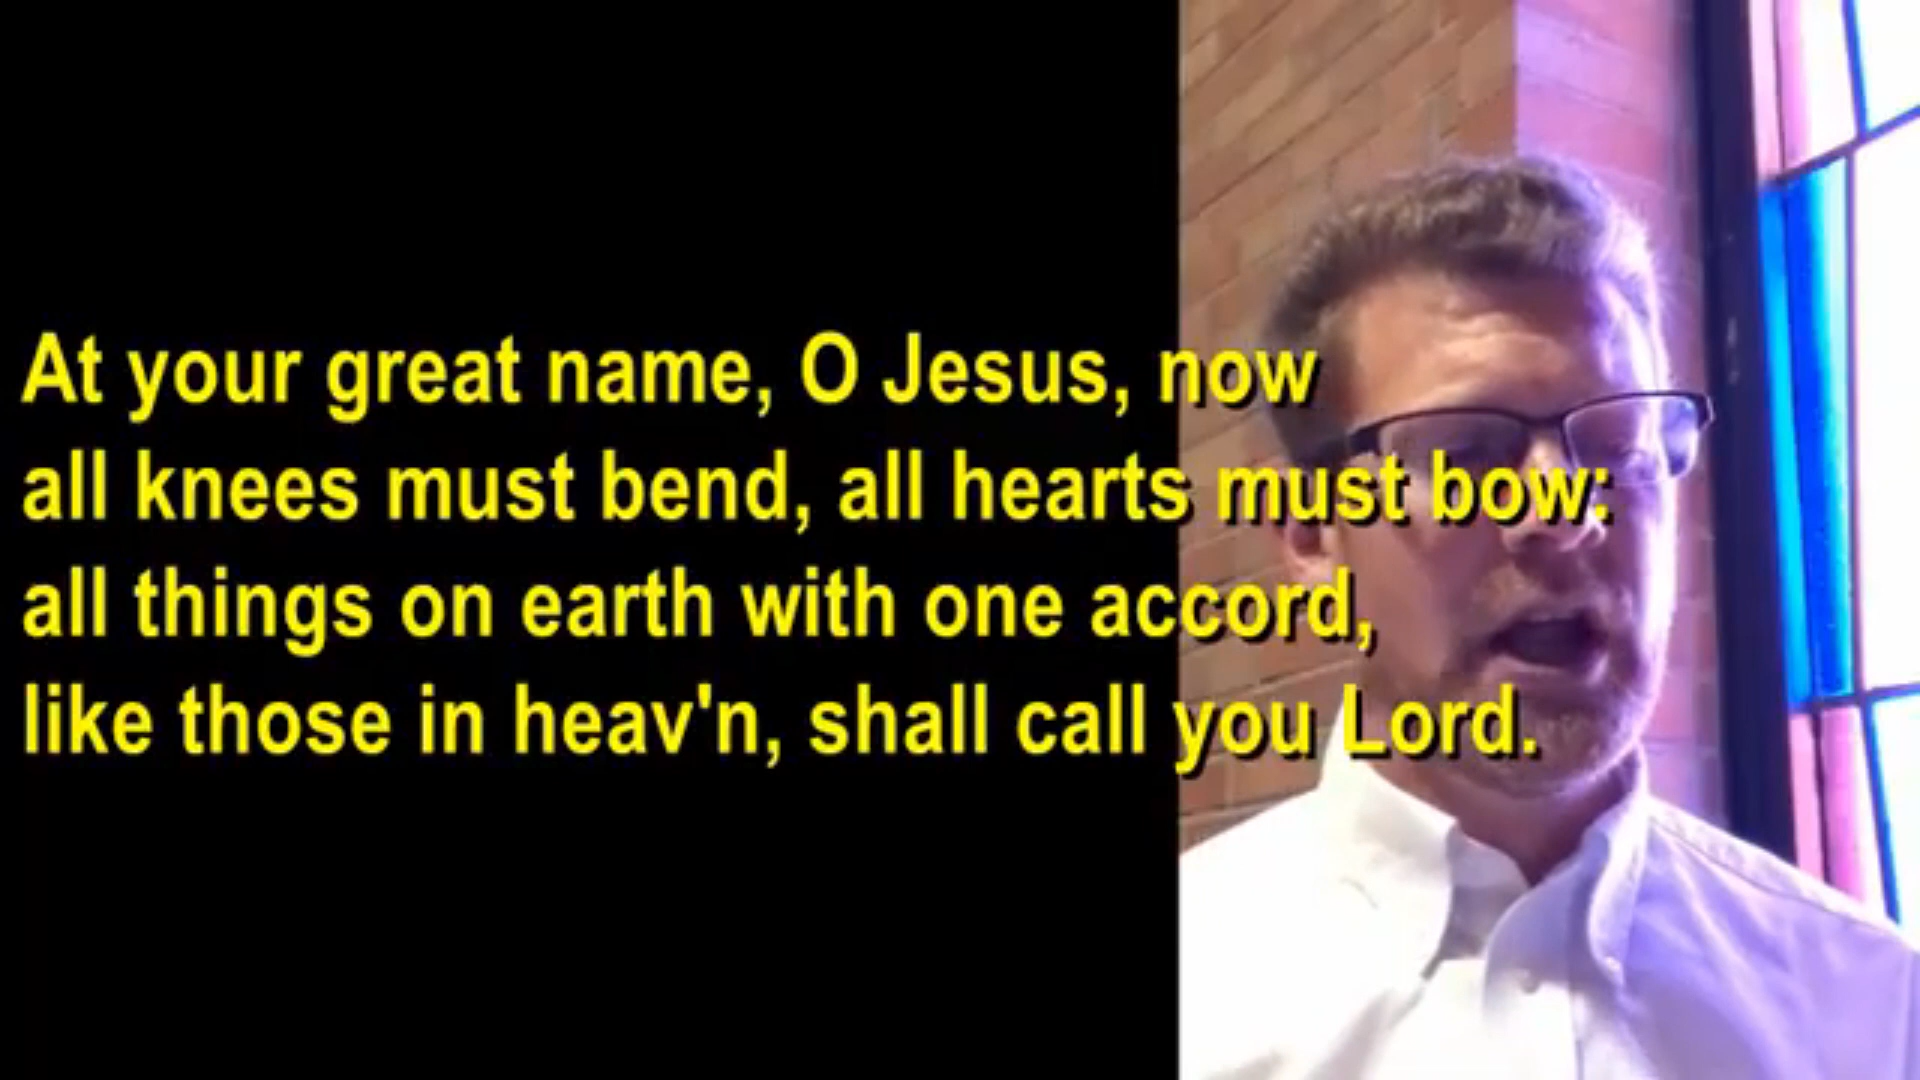 At your great name, O Jesus, now
all knees must bend, all hearts must bow:
all things on earth with one accord,
like those in heav'n, shall call you Lord.